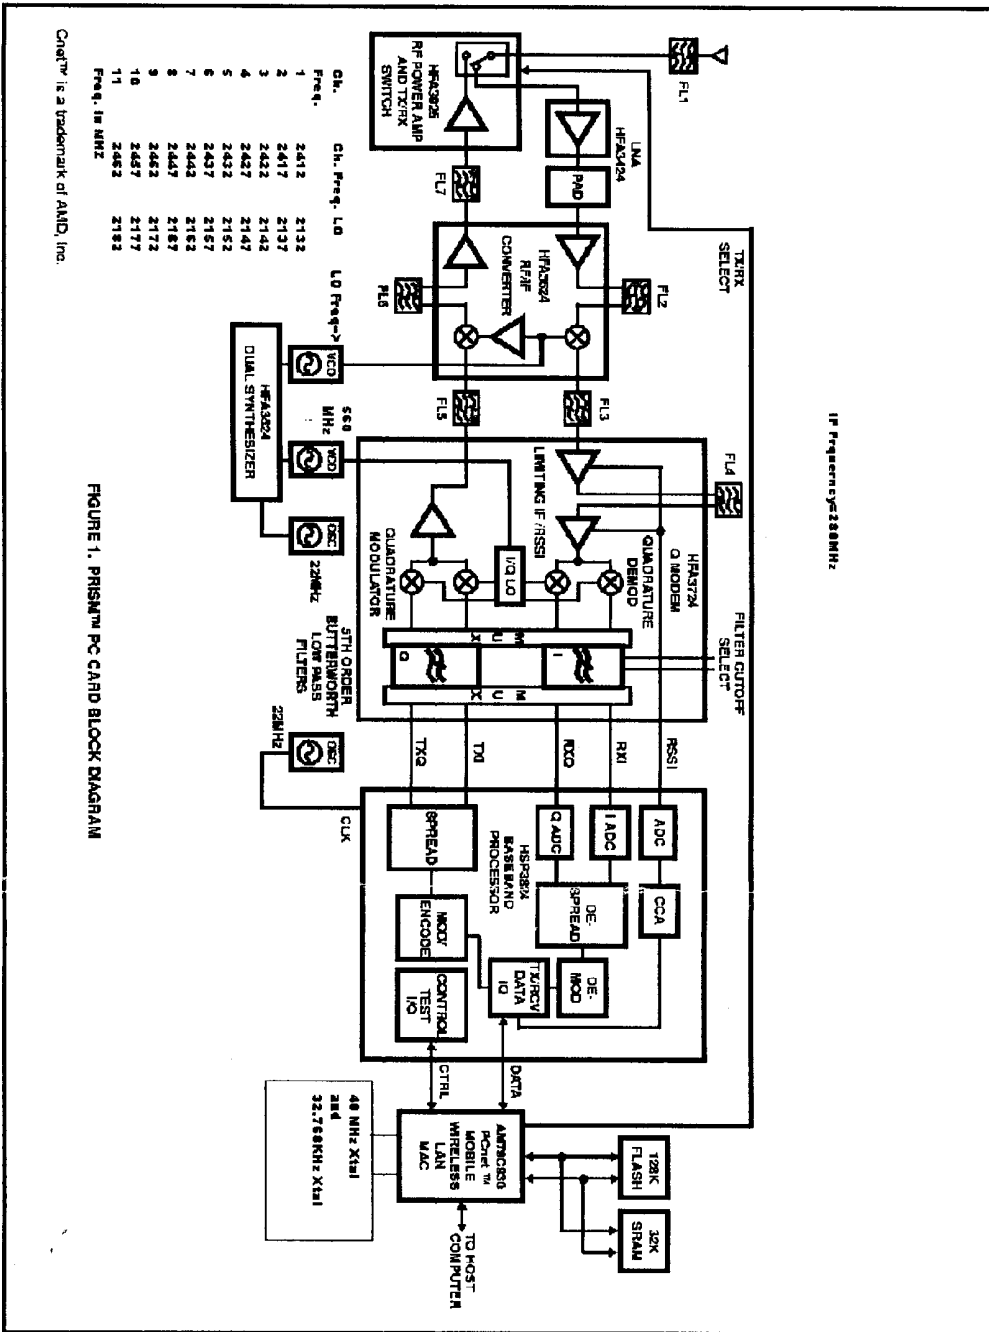 IF Frequency=280MHz
FL1
TX/RX
SELECT
LNA
HFA3424
PAD
HFA3925
RF POWER AMP
AND TX/RX
SWITCH
FL7
HFA3624
RF/IF
CONVERTER
FL2
FL6
FL3
FL5
FL4
LIMITING IF /RSSI
HFA3724
Q MODEM
QUADRATURE
DEMOD
QUADRATURE
MODULATOR
I/Q LO
M
U
X
I
Q
M
U
X
FILTER CUTOFF
SELECT
5TH ORDER
BUTTERWORTH
LOW PASS
FILTERS
RSSI
RXI
RXQ
TXI
TXQ
HSP3824
BASEBAND
PROCESSOR
ADC
CCA
I ADC
Q ADC
DE-
SPREAD
DE-
MOD
TX/RCV
DATA
I/Q
SPREAD
MOD/
ENCODE
CONTROL
TEST
I/Q
CLK
DATA
CTRL
AM79C930
PCnet ™
MOBILE
WIRELESS
LAN
MAC
128K
FLASH
32K
SRAM
TO HOST
COMPUTER
40 MHz Xtal
and
32.768KHz Xtal
VCO
VCO
OSC
22MHz
OSC
22MHz
560
MHz
HFA3524
DUAL SYNTHESIZER
Ch. Ch. Freq. LO LO Freq->
Freq.
1 2412 2132
2 2417 2137
3 2422 2142
4 2427 2147
5 2432 2152
6 2437 2157
7 2442 2162
8 2447 2167
9 2452 2172
10 2457 2177
11 2462 2182
Freq. in MHZ
Cnet™ is a trademark of AMD, Inc.
FIGURE 1. PRISM™ PC CARD BLOCK DIAGRAM